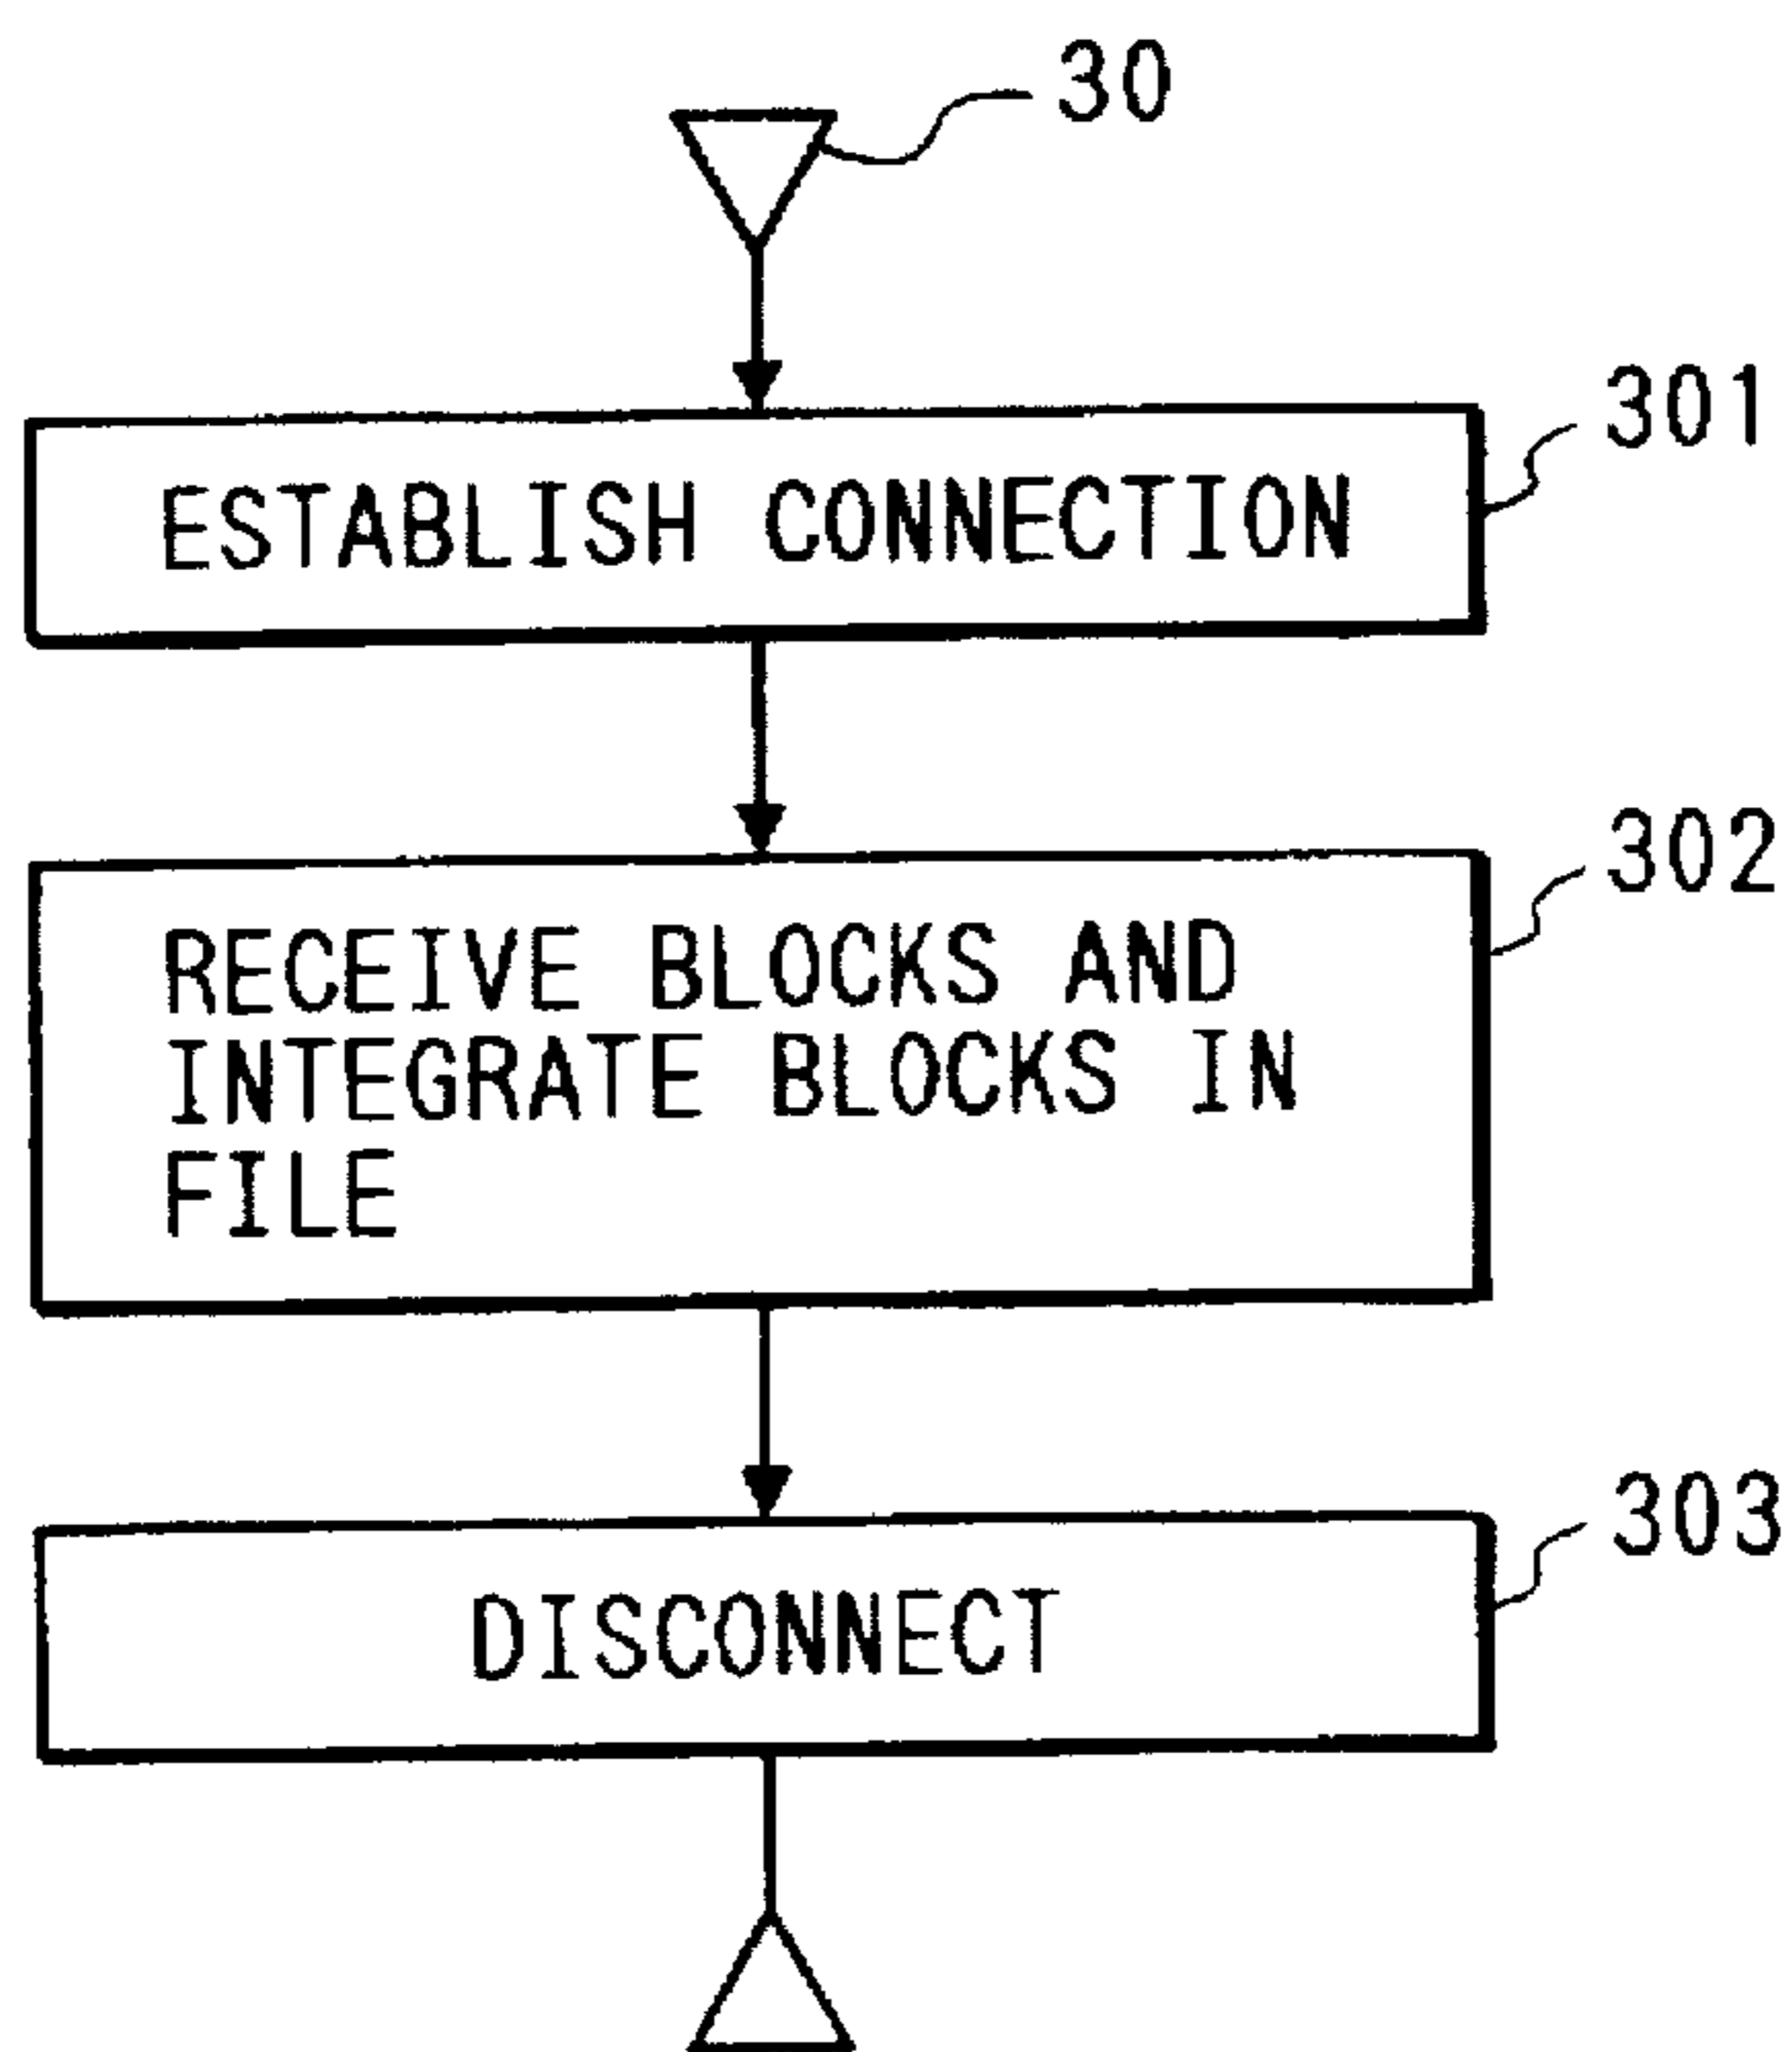 30
301
ESTABLISH CONNECTION
302
RECEIVE BLOCKS AND
INTEGRATE BLOCKS IN
FILE
303
DISCONNECT